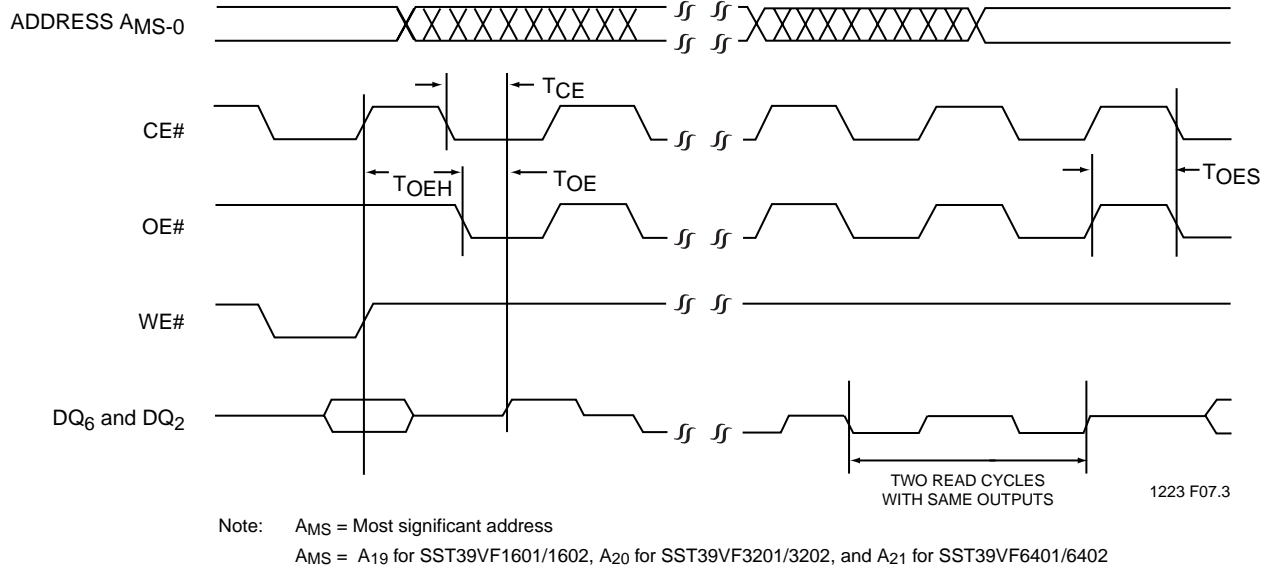 ADDRESS AMS-0
TCE
CE#
TOEH
TOE
TOES
OE#
WE#
DQ6 and DQ2
TWO READ CYCLES
WITH SAME OUTPUTS
1223 F07.3
Note: AMS = Most significant address
AMS = A19 for SST39VF1601/1602, A20 for SST39VF3201/3202, and A21 for SST39VF6401/6402